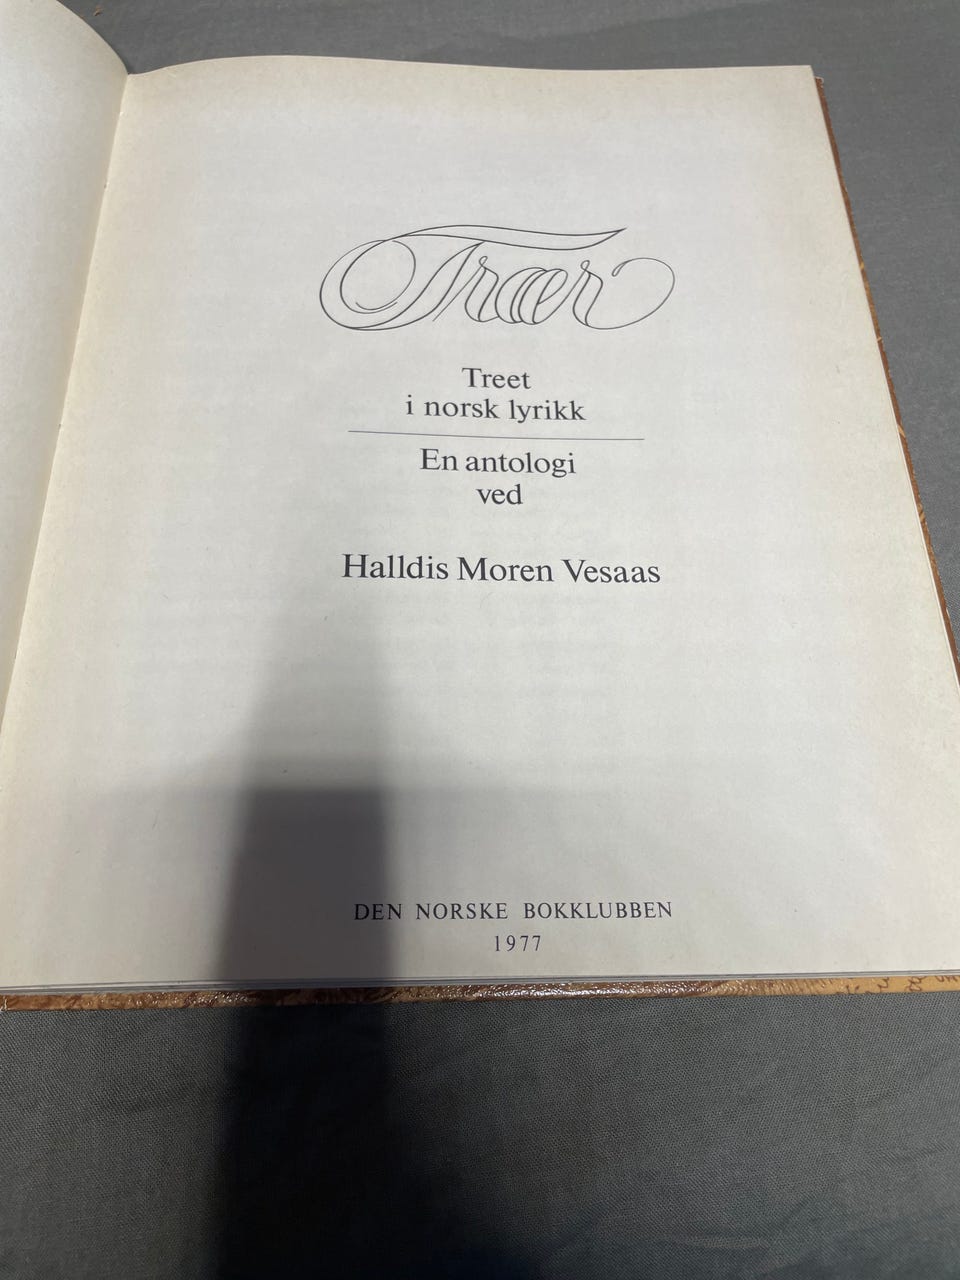 Trær
Treet
i norsk lyrikk
En antologi
ved
Halldis Moren Vesaas
DEN NORSKE BOKKLUBBEN
1977